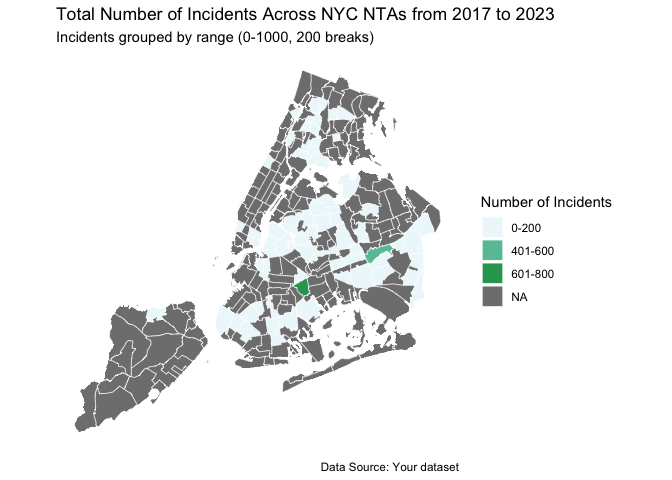 Total Number of Incidents Across NYC NTAs from 2017 to 2023
Incidents grouped by range (0-1000, 200 breaks)
Number of Incidents
0-200
401-600
601-800
NA
Data Source: Your dataset